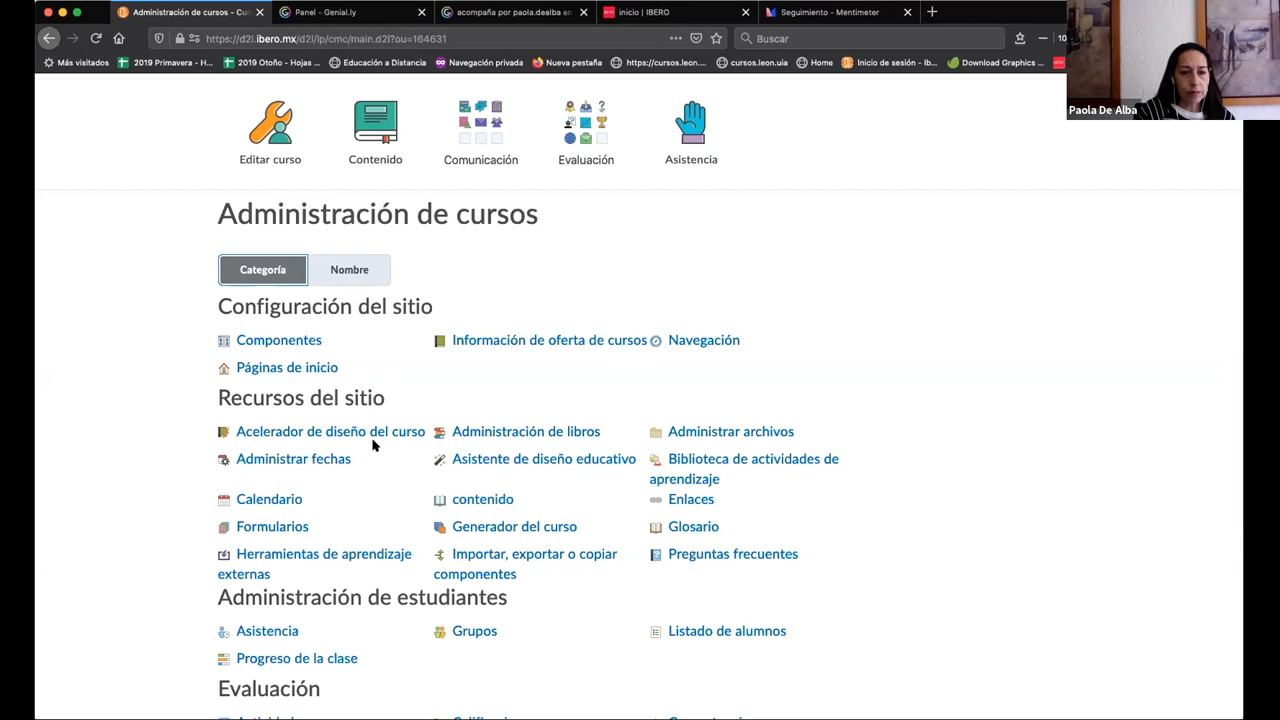 Administración de cursos - Cu
Panel - Genial.ly
acompaña por paola.dealba en
inicio | IBERO
Seguimiento - Mentimeter
https://d2l.ibero.mx/d2l/lp/cmc/main.d2l?ou=164631
Buscar
10
Más visitados
2019 Primavera - H...
2019 Otoño - Hojas ...
Educación a Distancia
Navegación privada
Nueva pestaña
https://cursos.leon....
cursos.leon.uia
Home
Inicio de sesión - Ib...
Download Graphics ...
Paola De Alba
Editar curso
Contenido
Comunicación
Evaluación
Asistencia
Administración de cursos
Categoría
Nombre
Configuración del sitio
Componentes
Información de oferta de cursos
Navegación
Páginas de inicio
Recursos del sitio
Acelerador de diseño del curso
Administración de libros
Administrar archivos
Administrar fechas
Asistente de diseño educativo
Biblioteca de actividades de
aprendizaje
Calendario
contenido
Enlaces
Formularios
Generador del curso
Glosario
Herramientas de aprendizaje
externas
Importar, exportar o copiar
componentes
Preguntas frecuentes
Administración de estudiantes
Asistencia
Grupos
Listado de alumnos
Progreso de la clase
Evaluación